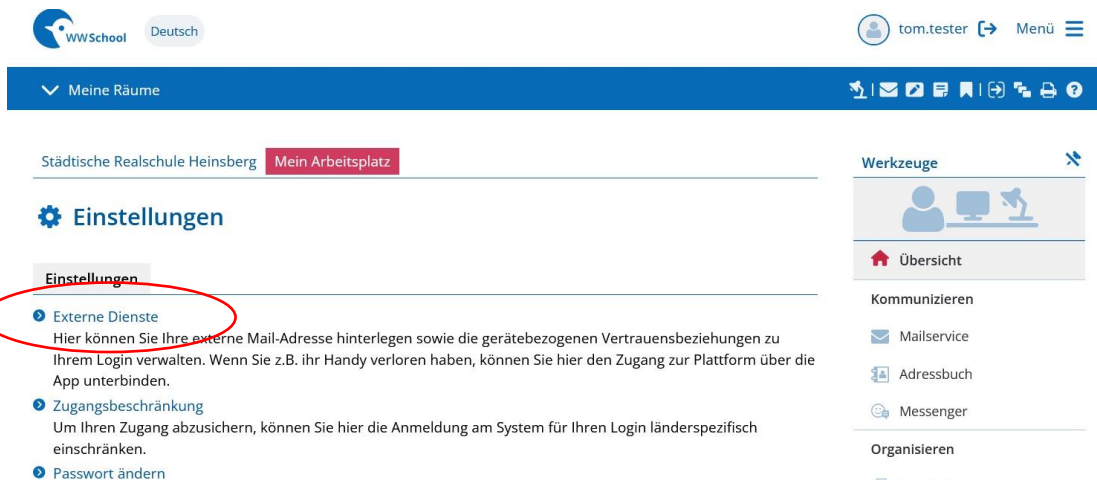 WWSchool
Deutsch
tom.tester
Menü
Meine Räume
Städtische Realschule Heinsberg
Mein Arbeitsplatz
Einstellungen
Einstellungen
Externe Dienste
Hier können Sie Ihre externe Mail-Adresse hinterlegen sowie die gerätebezogenen Vertrauensbeziehungen zu
Ihrem Login verwalten. Wenn Sie z.B. ihr Handy verloren haben, können Sie hier den Zugang zur Plattform über die
App unterbinden.
Zugangsbeschränkung
Um Ihren Zugang abzusichern, können Sie hier die Anmeldung am System für Ihren Login länderspezifisch
einschränken.
Passwort ändern
Werkzeuge
Übersicht
Kommunizieren
Mailservice
Adressbuch
Messenger
Organisieren